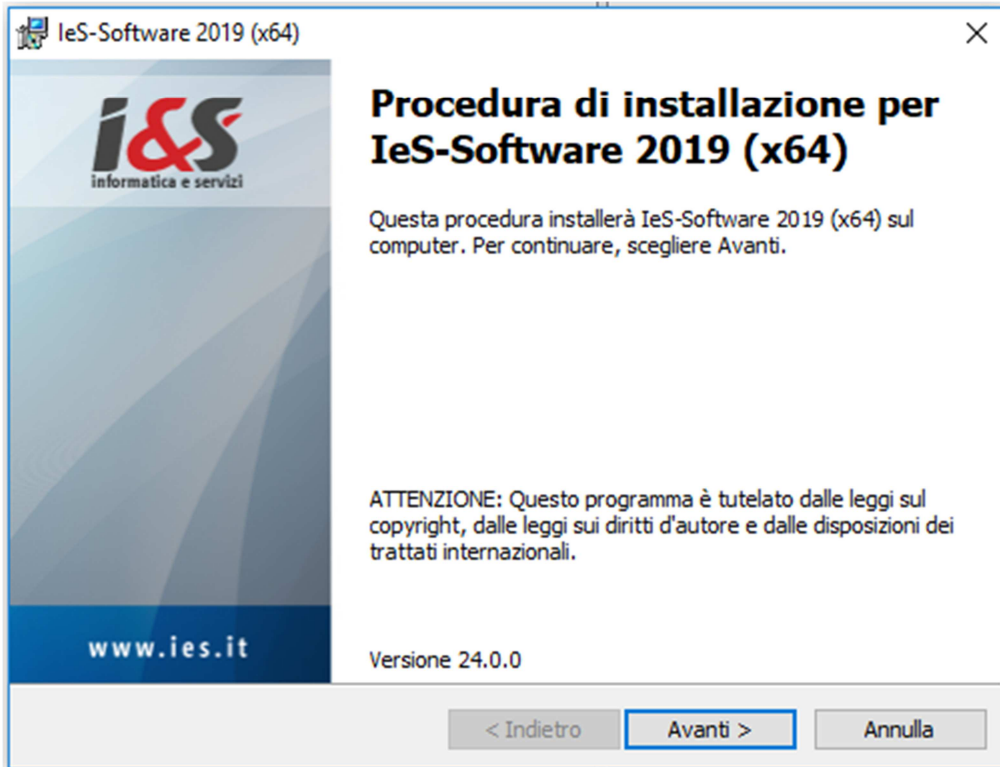 IeS-Software 2019 (x64)
i&S
informatica e servizi
Procedura di installazione per
IeS-Software 2019 (x64)
Questa procedura installerà IeS-Software 2019 (x64) sul
computer. Per continuare, scegliere Avanti.
ATTENZIONE: Questo programma è tutelato dalle leggi sul
copyright, dalle leggi sui diritti d'autore e dalle disposizioni dei
trattati internazionali.
www.ies.it
Versione 24.0.0
< Indietro
Avanti >
Annulla